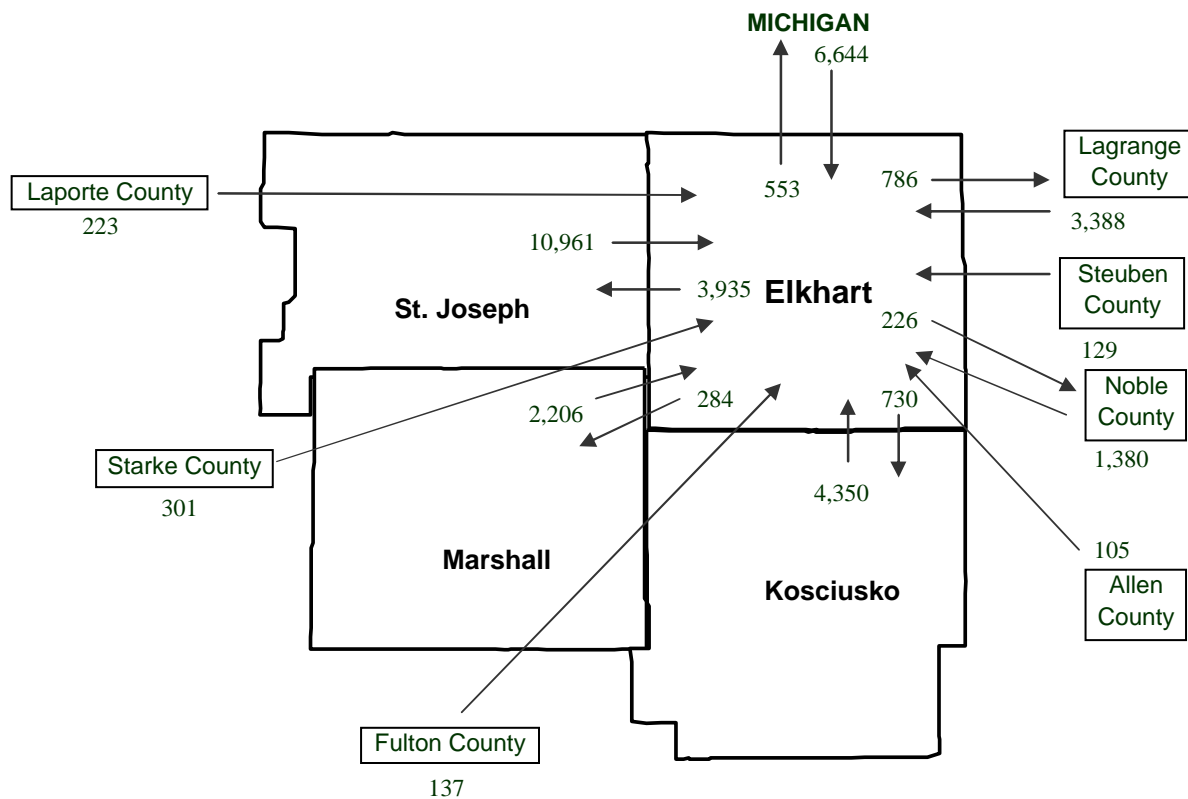 MICHIGAN
6,644
553
786
Lagrange
County
3,388
Laporte County
223
10,961
3,935
Elkhart
St. Joseph
Steuben
County
129
226
Noble
County
1,380
2,206
284
730
4,350
Starke County
301
Marshall
Kosciusko
105
Allen
County
Fulton County
137